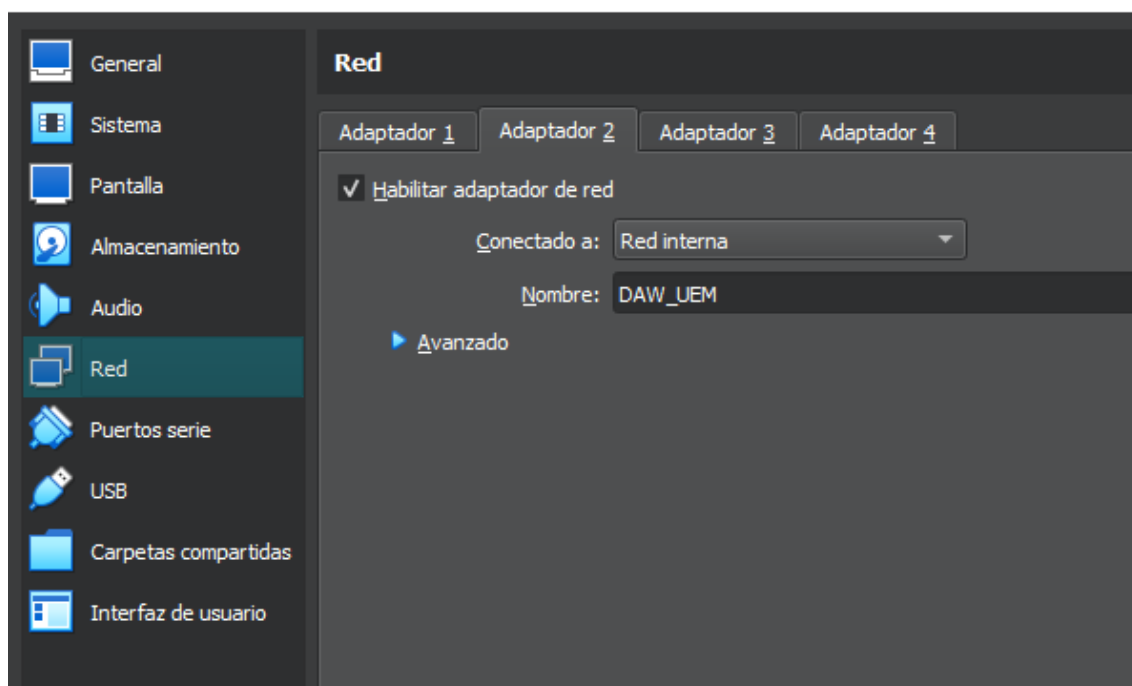 General
Sistema
Pantalla
Almacenamiento
Audio
Red
Puertos serie
USB
Carpetas compartidas
Interfaz de usuario
Red
Adaptador 1 Adaptador 2 Adaptador 3 Adaptador 4
Habilitar adaptador de red
Conectado a: Red interna
Nombre: DAW_UEM
Avanzado